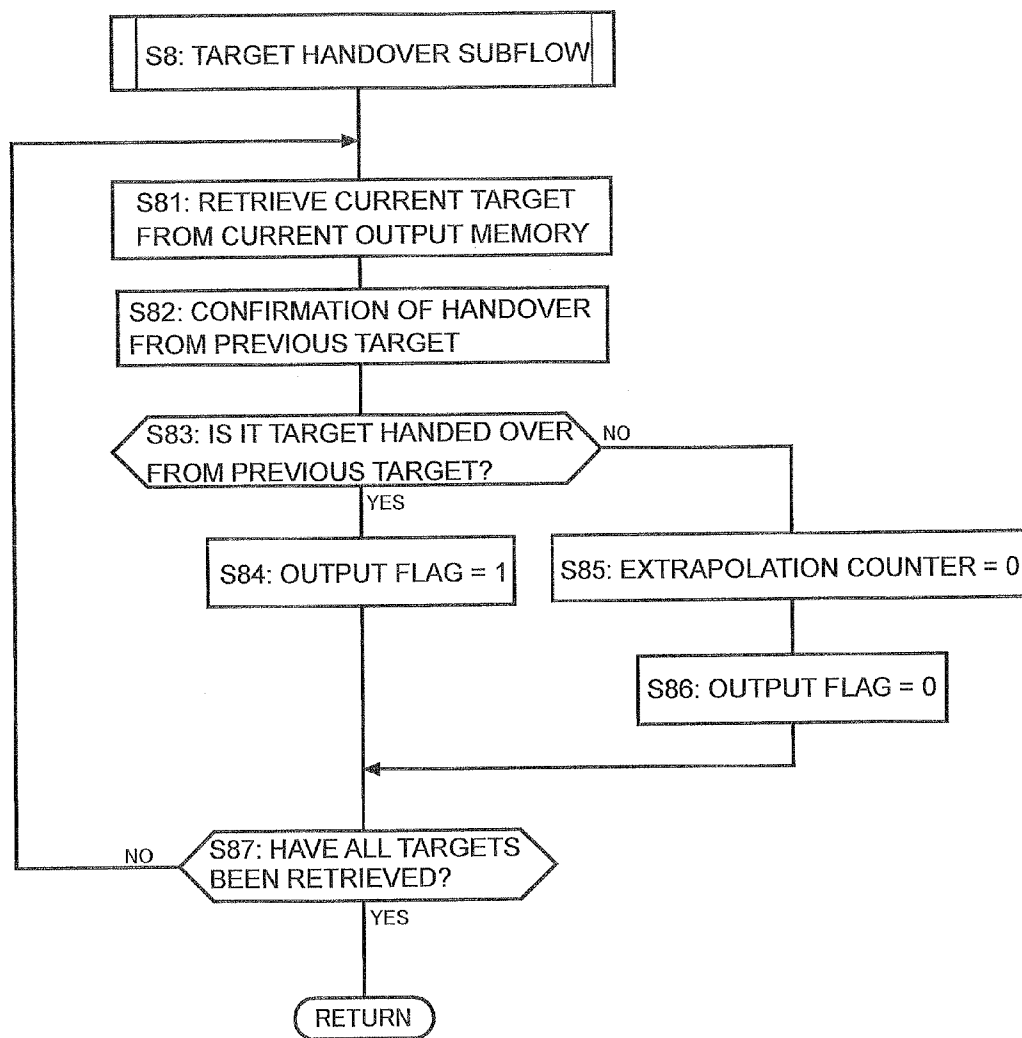 S8: TARGET HANDOVER SUBFLOW
S81: RETRIEVE CURRENT TARGET
FROM CURRENT OUTPUT MEMORY
S82: CONFIRMATION OF HANDOVER
FROM PREVIOUS TARGET
S83: IS IT TARGET HANDED OVER
FROM PREVIOUS TARGET?
NO
YES
S84: OUTPUT FLAG = 1
S85: EXTRAPOLATION COUNTER = 0
S86: OUTPUT FLAG = 0
S87: HAVE ALL TARGETS
BEEN RETRIEVED?
NO
YES
RETURN